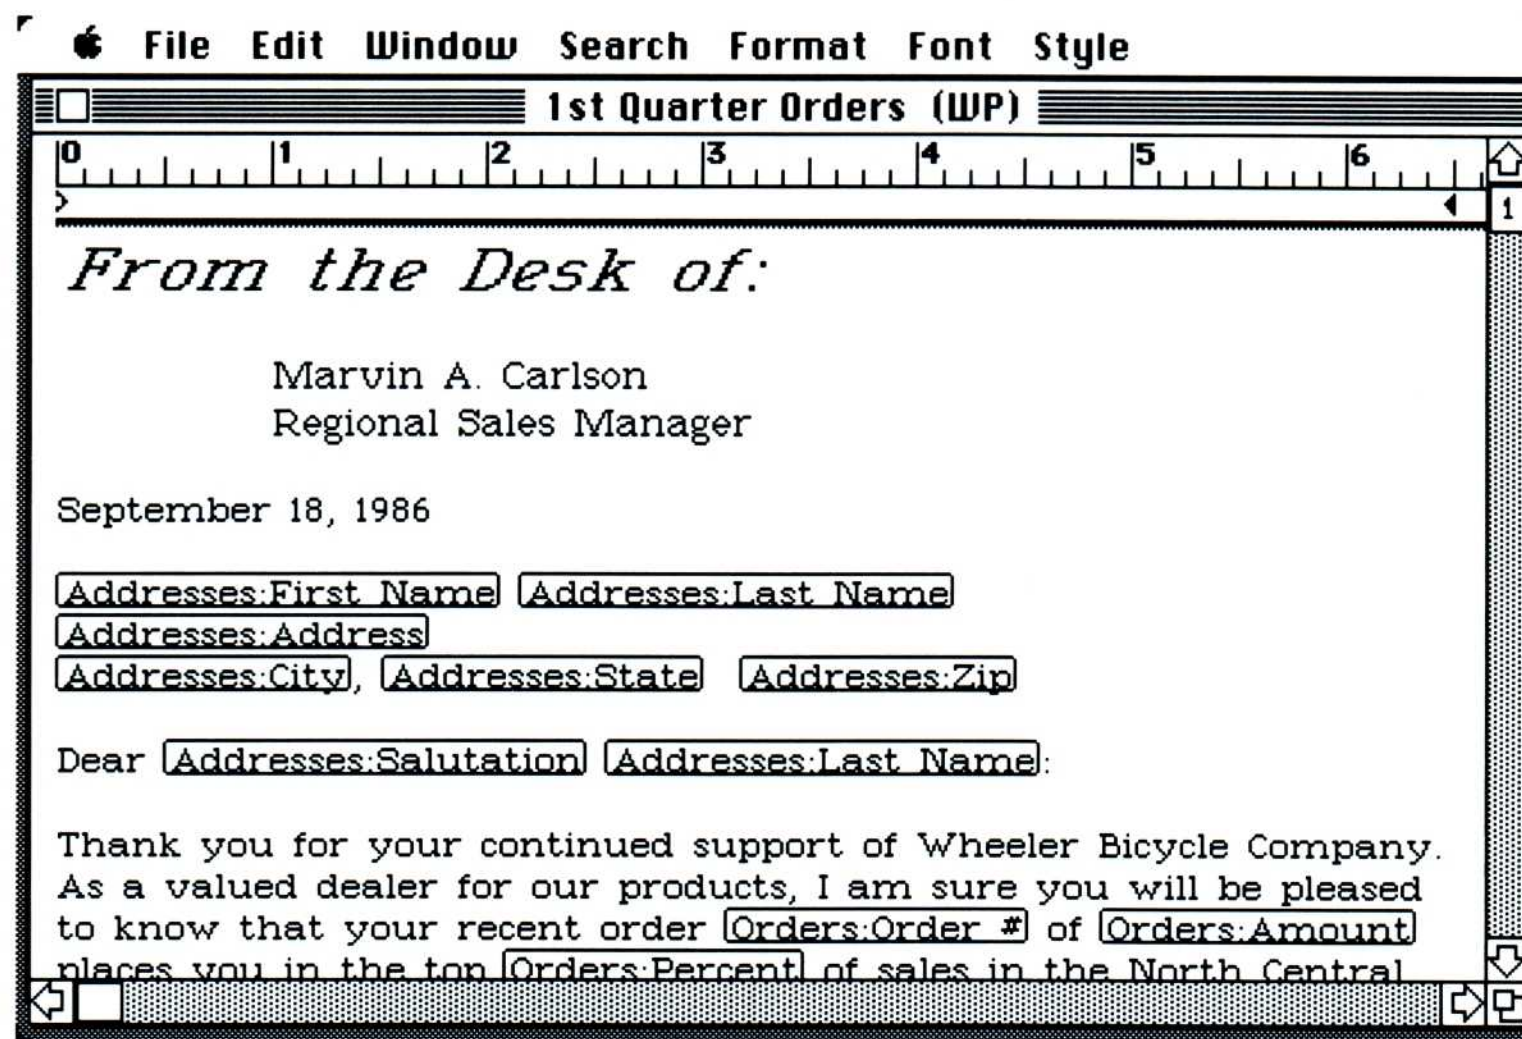 File Edit Window Search Format Font Style
1st Quarter Orders (WP)
0 1 2 3 4 5 6
1
From the Desk of:
Marvin A. Carlson
Regional Sales Manager
September 18, 1986
Addresses:First Name Addresses:Last Name
Addresses:Address
Addresses:City, Addresses:State Addresses:Zip
Dear Addresses:Salutation Addresses:Last Name:
Thank you for your continued support of Wheeler Bicycle Company.
As a valued dealer for our products, I am sure you will be pleased
to know that your recent order Orders:Order # of Orders:Amount
places you in the top Orders:Percent of sales in the North Central